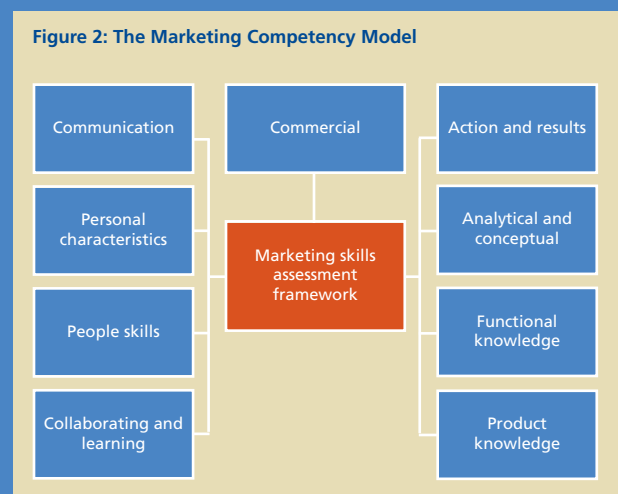 Figure 2: The Marketing Competency Model
Communication
Commercial
Action and results
Personal
characteristics
Analytical and
conceptual
Marketing skills
assessment
framework
People skills
Functional
knowledge
Collaborating and
learning
Product
knowledge